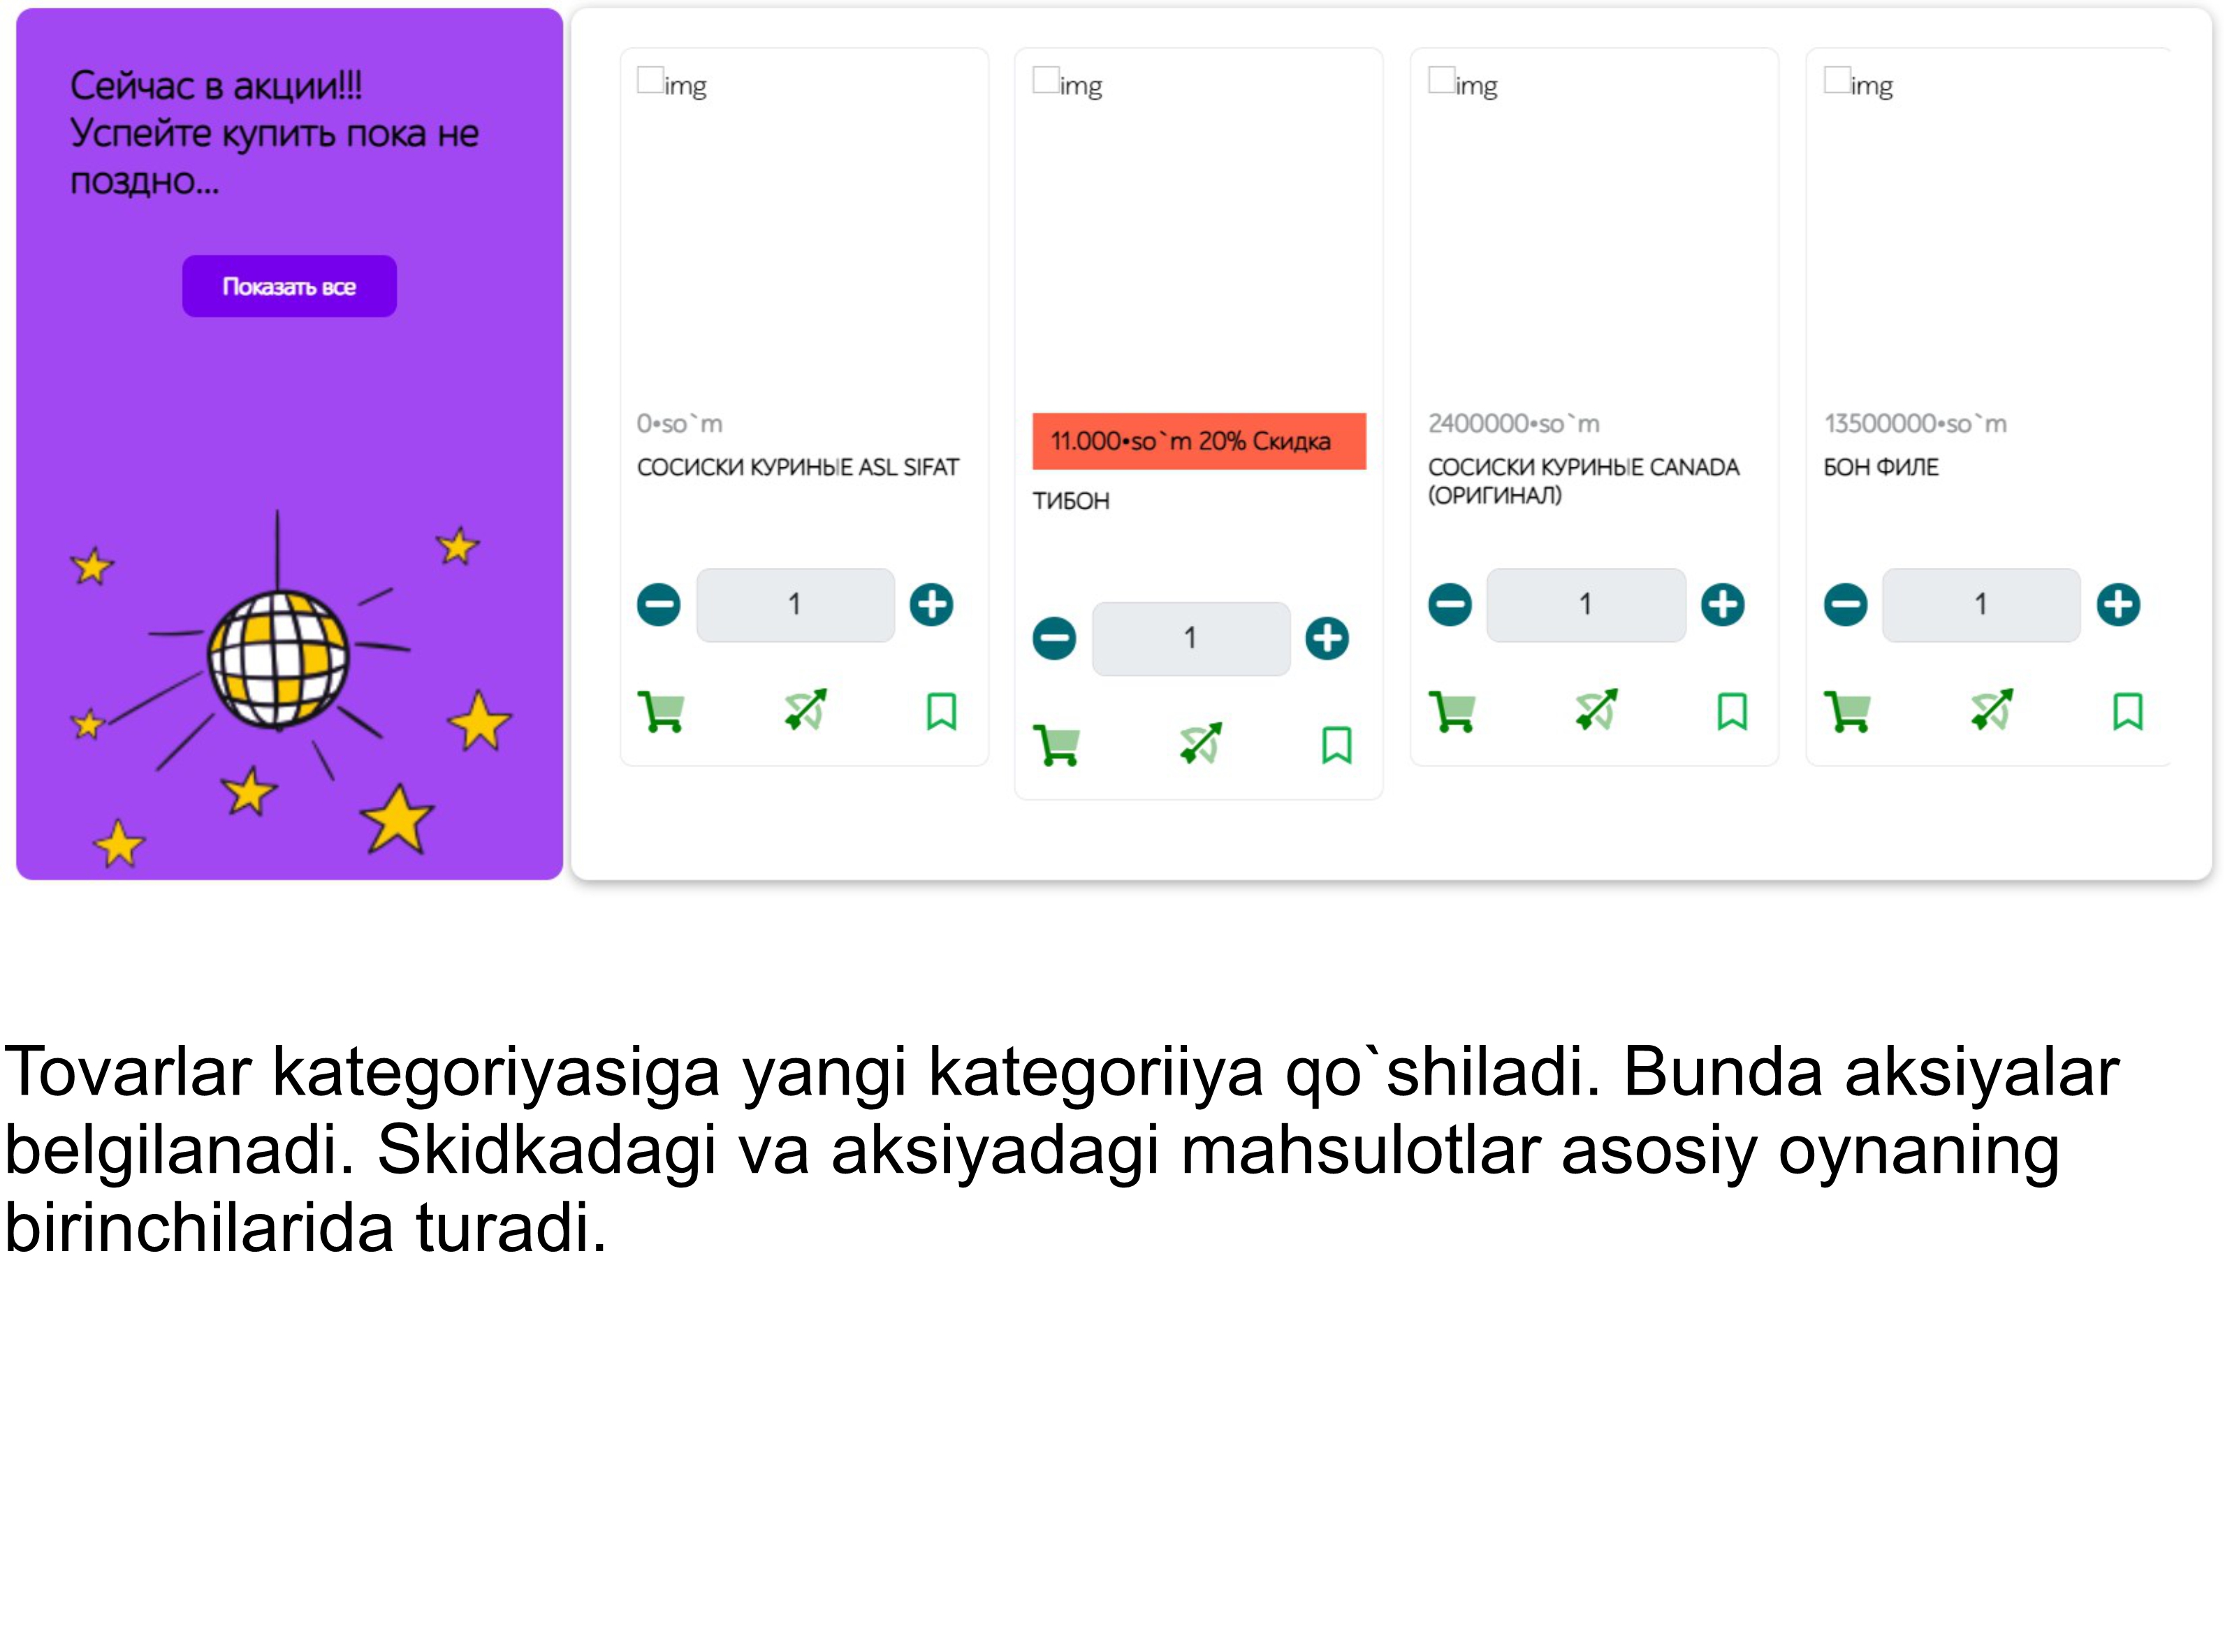 Сейчас в акции!!!
Успейте купить пока не
поздно...
Показать все
img
0•so`m
СОСИСКИ КУРИНЫЕ ASL SIFAT
1
img
11.000•so`m 20% Скидка
ТИБОН
1
img
2400000•so`m
СОСИСКИ КУРИНЫЕ CANADA
(ОРИГИНАЛ)
1
img
13500000•so`m
БОН ФИЛЕ
1
Tovarlar kategoriyasiga yangi kategoriiya qo`shiladi. Bunda aksiyalar
belgilanadi. Skidkadagi va aksiyadagi mahsulotlar asosiy oynaning
birinchilarida turadi.